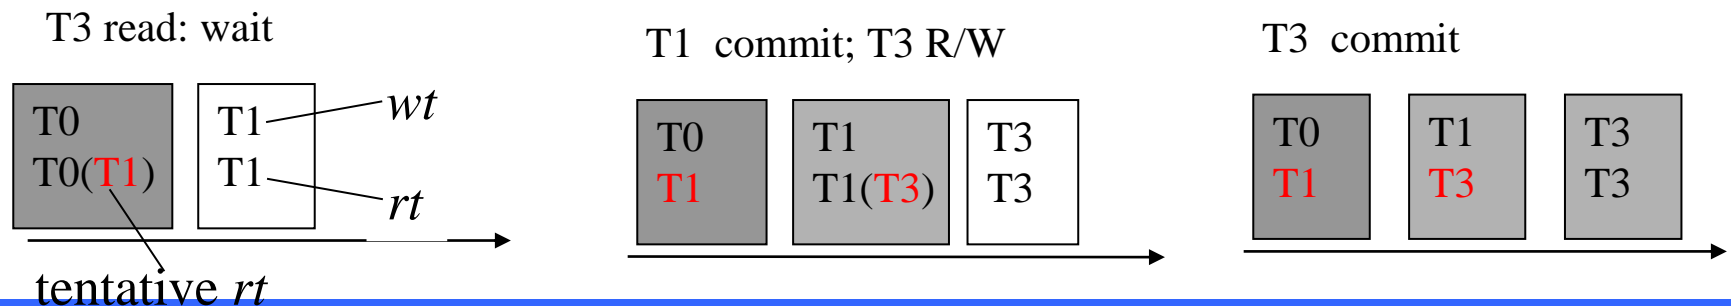 T3 read: wait
T0
T0(T1)
T1
T1
wt
rt
tentative rt
T1 commit; T3 R/W
T0
T1
T1
T1(T3)
T3
T3
T3 commit
T0
T1
T1
T3
T3
T3